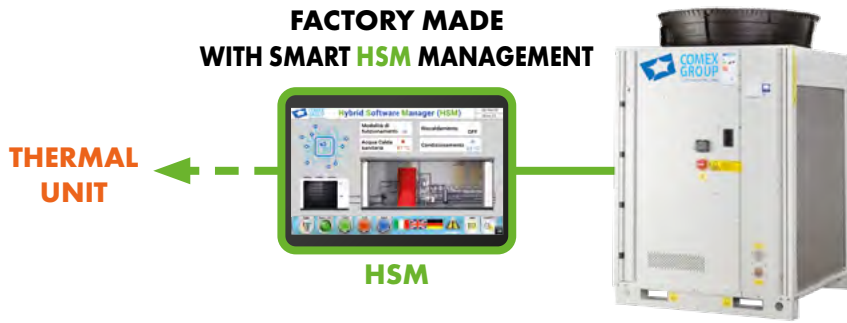 FACTORY MADE
WITH SMART HSM MANAGEMENT
COMEX
GROUP
Hybrid Software Manager (HSM)
Modalità di
funzionamento
Riscaldamento
OFF
Acqua Calda
sanitaria
Condizionamento
THERMAL
UNIT
HSM